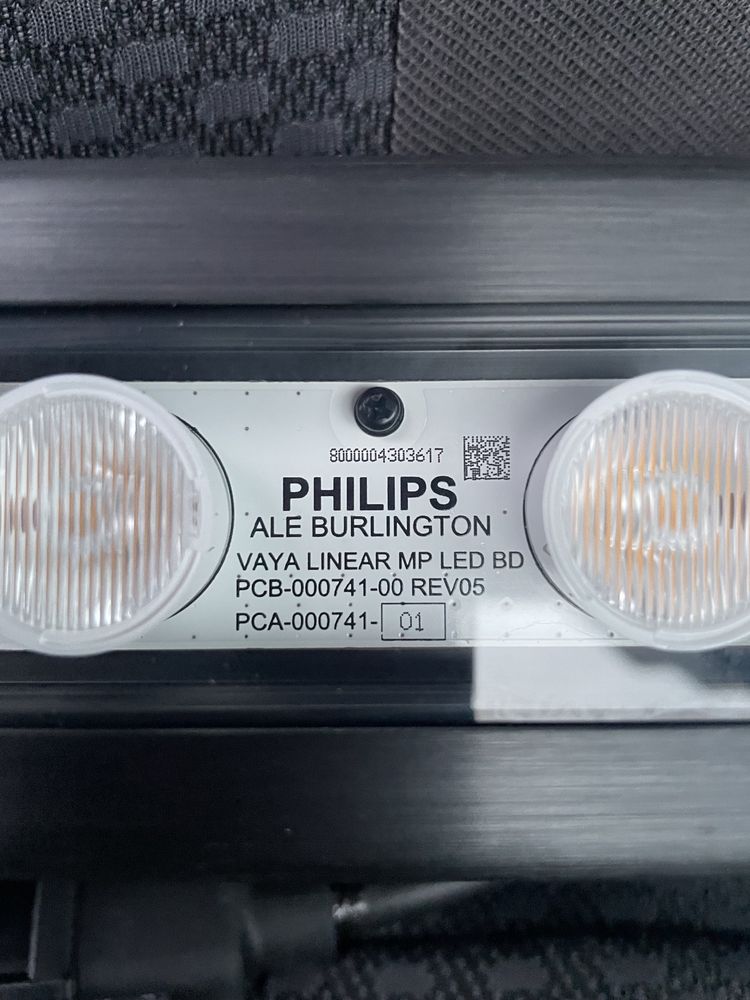 8000004303617
PHILIPS
ALE BURLINGTON
VAYA LINEAR MP LED BD
PCB-000741-00 REV05
PCA-000741-01